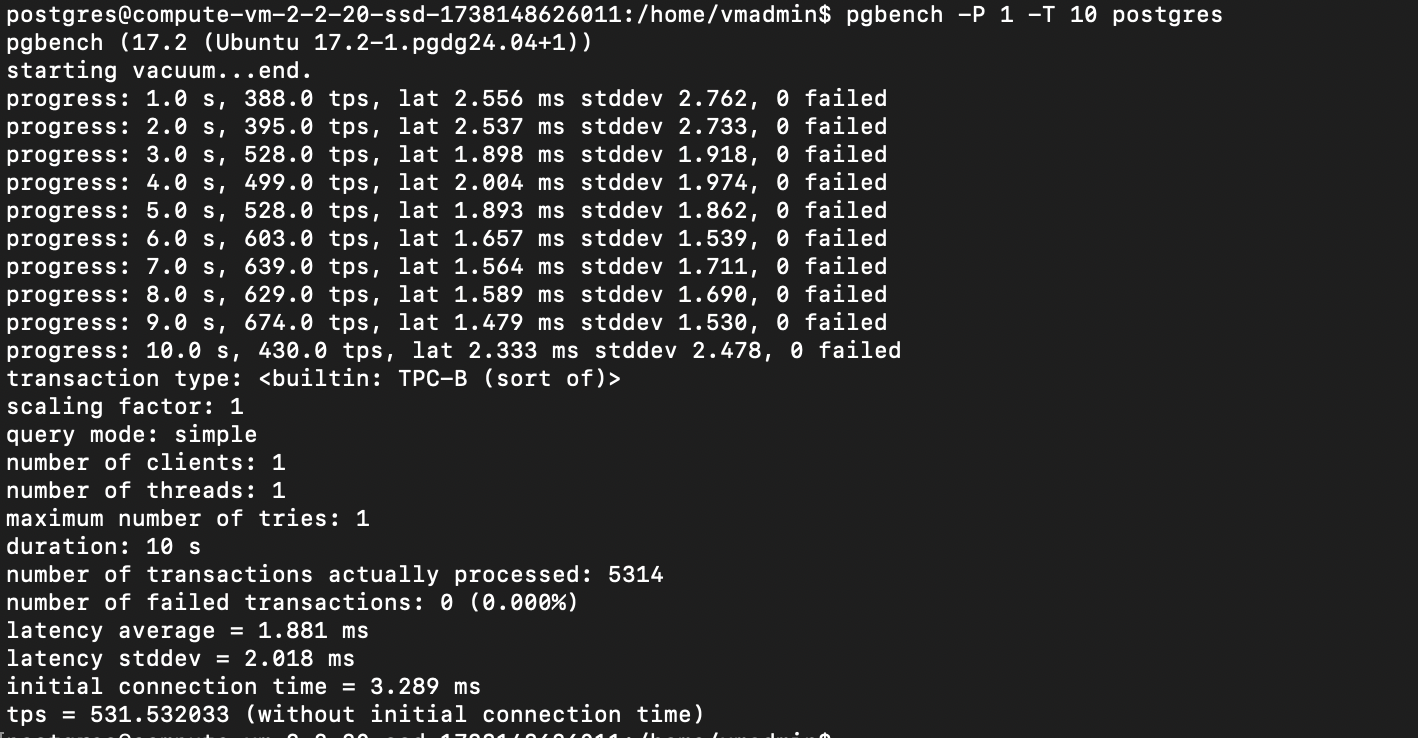 postgres@compute-vm-2-2-20-ssd-1738148626011:/home/vmadmin$ pgbench -P 1 -T 10 postgres
pgbench (17.2 (Ubuntu 17.2-1.pgdg24.04+1))
starting vacuum...end.
progress: 1.0 s, 388.0 tps, lat 2.556 ms stddev 2.762, 0 failed
progress: 2.0 s, 395.0 tps, lat 2.537 ms stddev 2.733, 0 failed
progress: 3.0 s, 528.0 tps, lat 1.898 ms stddev 1.918, 0 failed
progress: 4.0 s, 499.0 tps, lat 2.004 ms stddev 1.974, 0 failed
progress: 5.0 s, 528.0 tps, lat 1.893 ms stddev 1.862, 0 failed
progress: 6.0 s, 603.0 tps, lat 1.657 ms stddev 1.539, 0 failed
progress: 7.0 s, 639.0 tps, lat 1.564 ms stddev 1.711, 0 failed
progress: 8.0 s, 629.0 tps, lat 1.589 ms stddev 1.690, 0 failed
progress: 9.0 s, 674.0 tps, lat 1.479 ms stddev 1.530, 0 failed
progress: 10.0 s, 430.0 tps, lat 2.333 ms stddev 2.478, 0 failed
transaction type: <builtin: TPC-B (sort of)>
scaling factor: 1
query mode: simple
number of clients: 1
number of threads: 1
maximum number of tries: 1
duration: 10 s
number of transactions actually processed: 5314
number of failed transactions: 0 (0.000%)
latency average = 1.881 ms
latency stddev = 2.018 ms
initial connection time = 3.289 ms
tps = 531.532033 (without initial connection time)
postgres@compute-vm-2-2-20-ssd-1738148626011:/home/vmadmin$